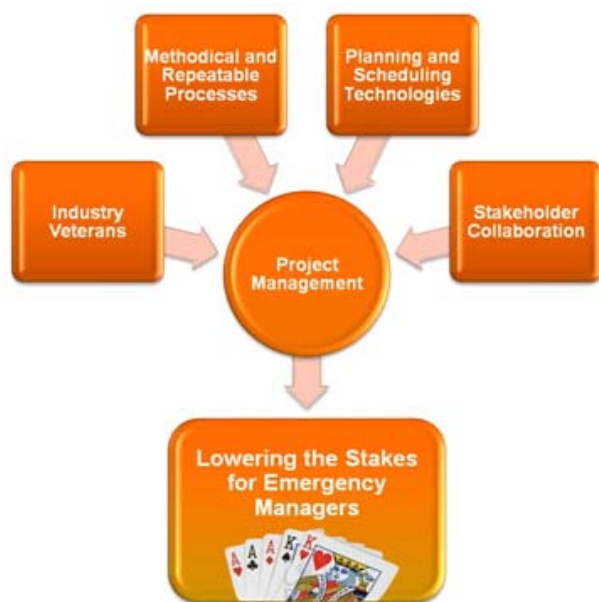 Methodical and
Repeatable
Processes
Planning and
Scheduling
Technologies
Industry
Veterans
Stakeholder
Collaboration
Project
Management
Lowering the Stakes
for Emergency
Managers
A
A
A
K
K